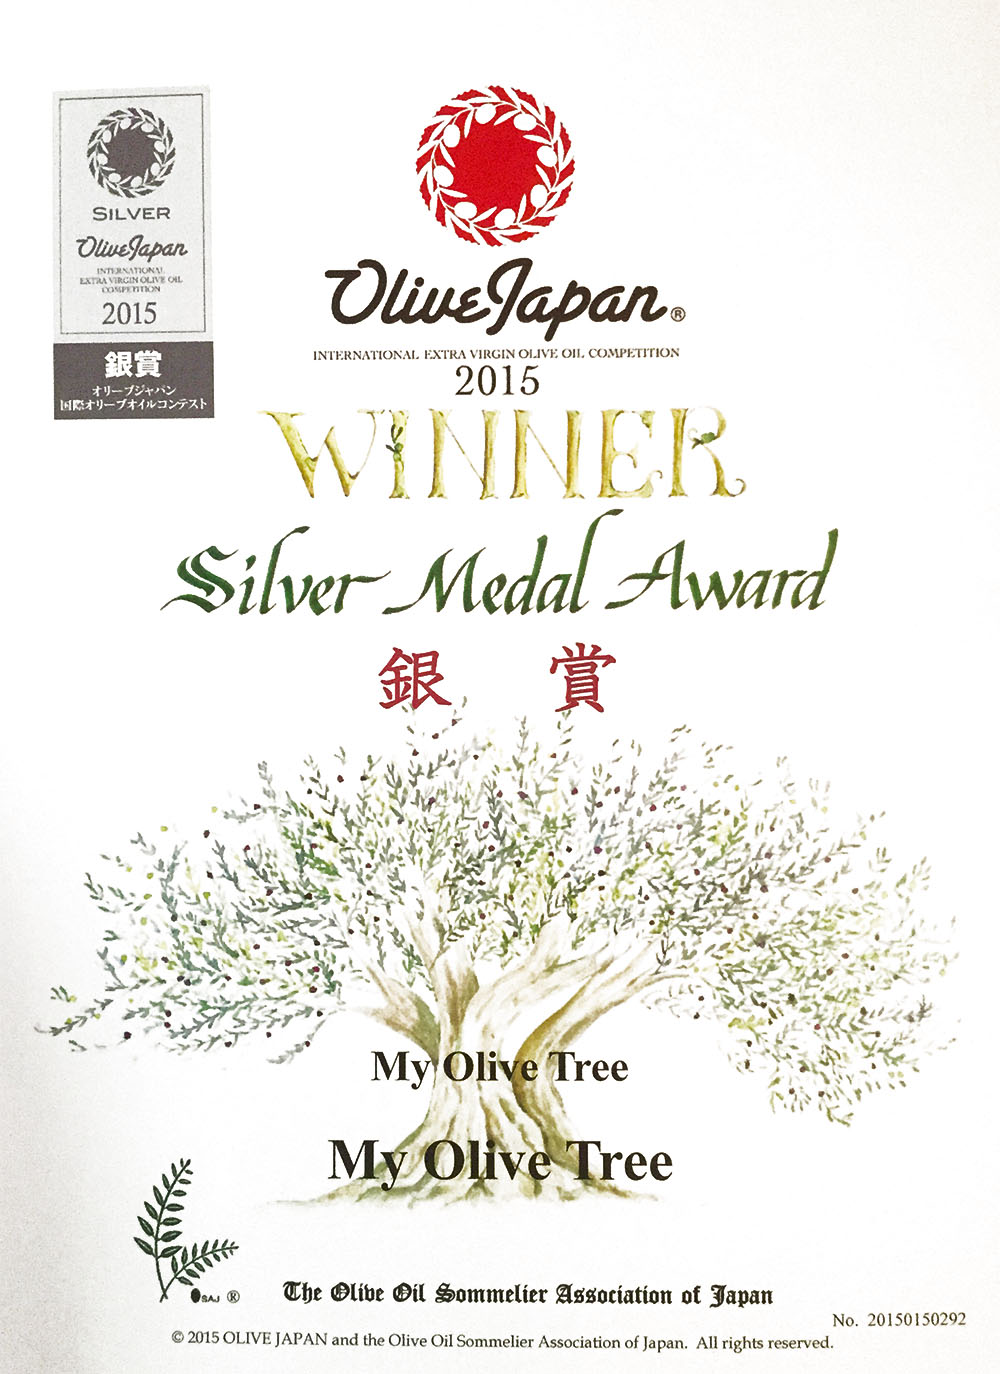 SILVER
OliveJapan
INTERNATIONAL
EXTRA VIRGIN OLIVE OIL
COMPETITION
2015
銀賞
オリーブジャパン
国際オリーブオイルコンテスト
OliveJapan®
INTERNATIONAL EXTRA VIRGIN OLIVE OIL COMPETITION
2015
WINNER
Silver Medal Award
銀 賞
My Olive Tree
My Olive Tree
OSAJ ®
The Olive Oil Sommelier Association of Japan
No. 20150150292
© 2015 OLIVE JAPAN and the Olive Oil Sommelier Association of Japan. All rights reserved.